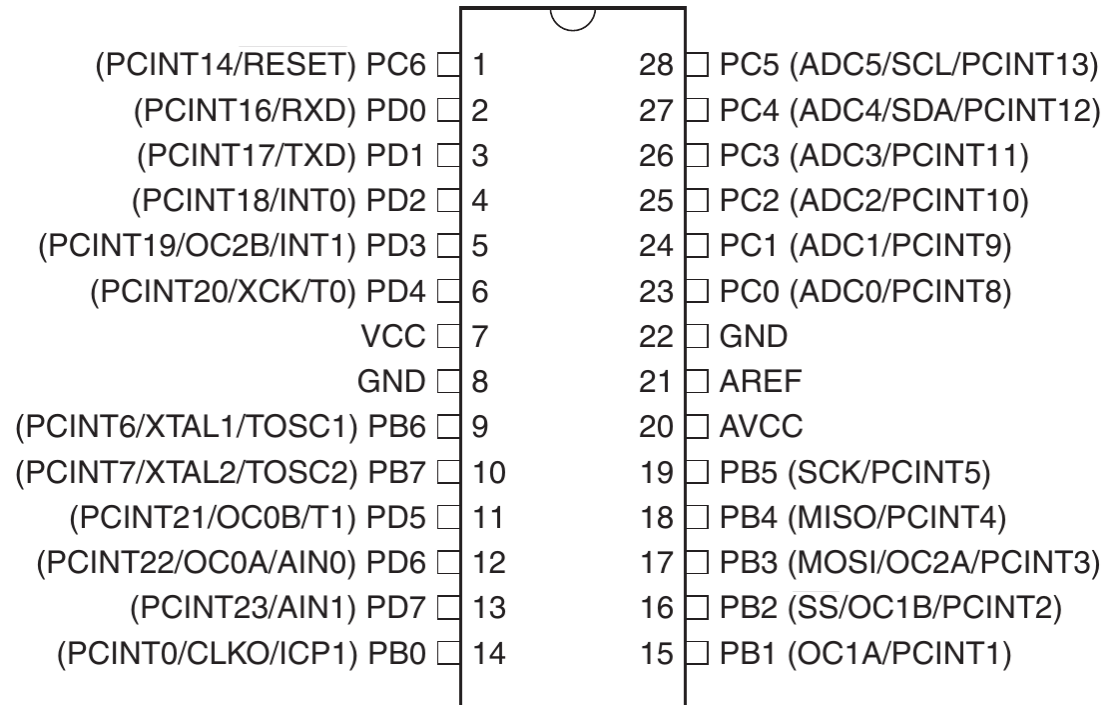 (PCINT14/RESET) PC6 1 28 PC5 (ADC5/SCL/PCINT13)
(PCINT16/RXD) PD0 2 27 PC4 (ADC4/SDA/PCINT12)
(PCINT17/TXD) PD1 3 26 PC3 (ADC3/PCINT11)
(PCINT18/INT0) PD2 4 25 PC2 (ADC2/PCINT10)
(PCINT19/OC2B/INT1) PD3 5 24 PC1 (ADC1/PCINT9)
(PCINT20/XCK/T0) PD4 6 23 PC0 (ADC0/PCINT8)
VCC 7 22 GND
GND 8 21 AREF
(PCINT6/XTAL1/TOSC1) PB6 9 20 AVCC
(PCINT7/XTAL2/TOSC2) PB7 10 19 PB5 (SCK/PCINT5)
(PCINT21/OC0B/T1) PD5 11 18 PB4 (MISO/PCINT4)
(PCINT22/OC0A/AIN0) PD6 12 17 PB3 (MOSI/OC2A/PCINT3)
(PCINT23/AIN1) PD7 13 16 PB2 (SS/OC1B/PCINT2)
(PCINT0/CLKO/ICP1) PB0 14 15 PB1 (OC1A/PCINT1)